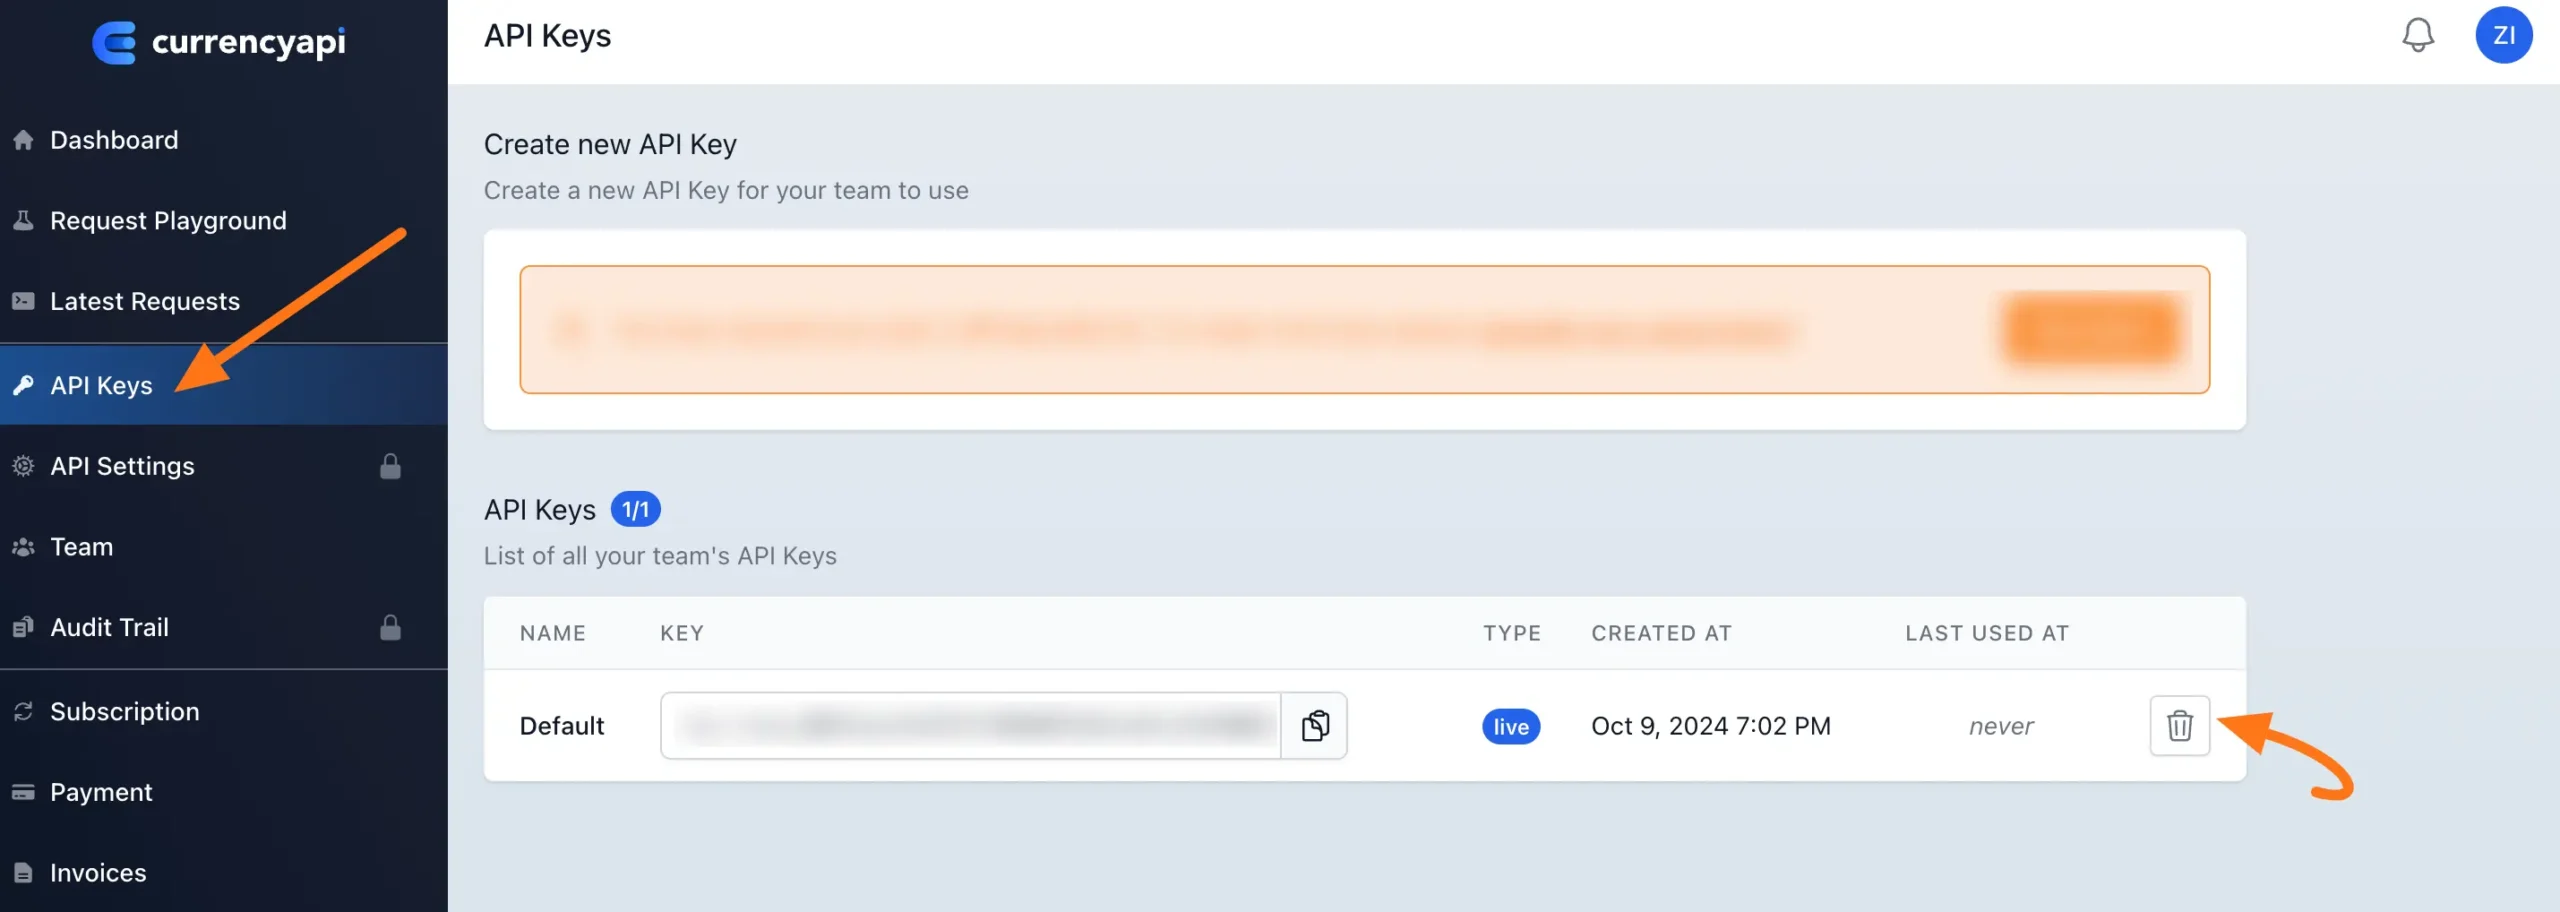 currencyapi
Dashboard
Request Playground
Latest Requests
API Keys
API Settings
Team
Audit Trail
Subscription
Payment
Invoices
API Keys
ZI
Create new API Key
Create a new API Key for your team to use
API Keys 1/1
List of all your team's API Keys
NAME KEY TYPE CREATED AT LAST USED AT
Default live Oct 9, 2024 7:02 PM never